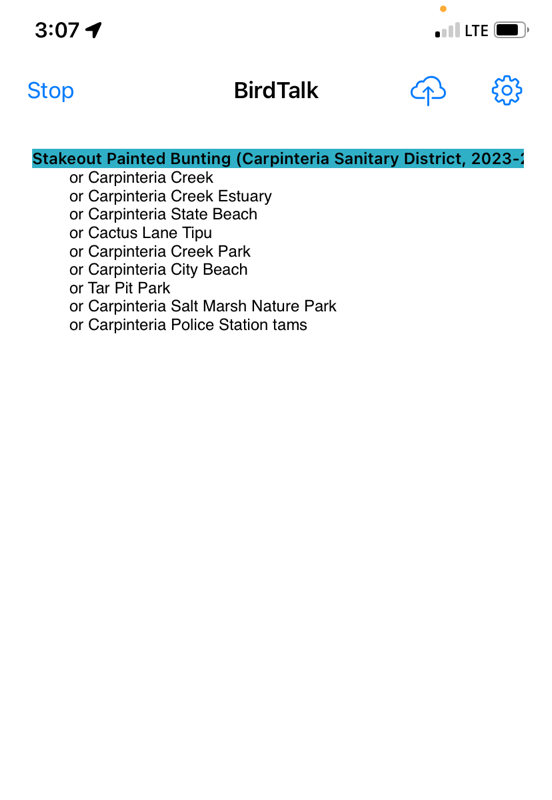 3:07
LTE
Stop
BirdTalk
Stakeout Painted Bunting (Carpinteria Sanitary District, 2023-2
or Carpinteria Creek
or Carpinteria Creek Estuary
or Carpinteria State Beach
or Cactus Lane Tipu
or Carpinteria Creek Park
or Carpinteria City Beach
or Tar Pit Park
or Carpinteria Salt Marsh Nature Park
or Carpinteria Police Station tams